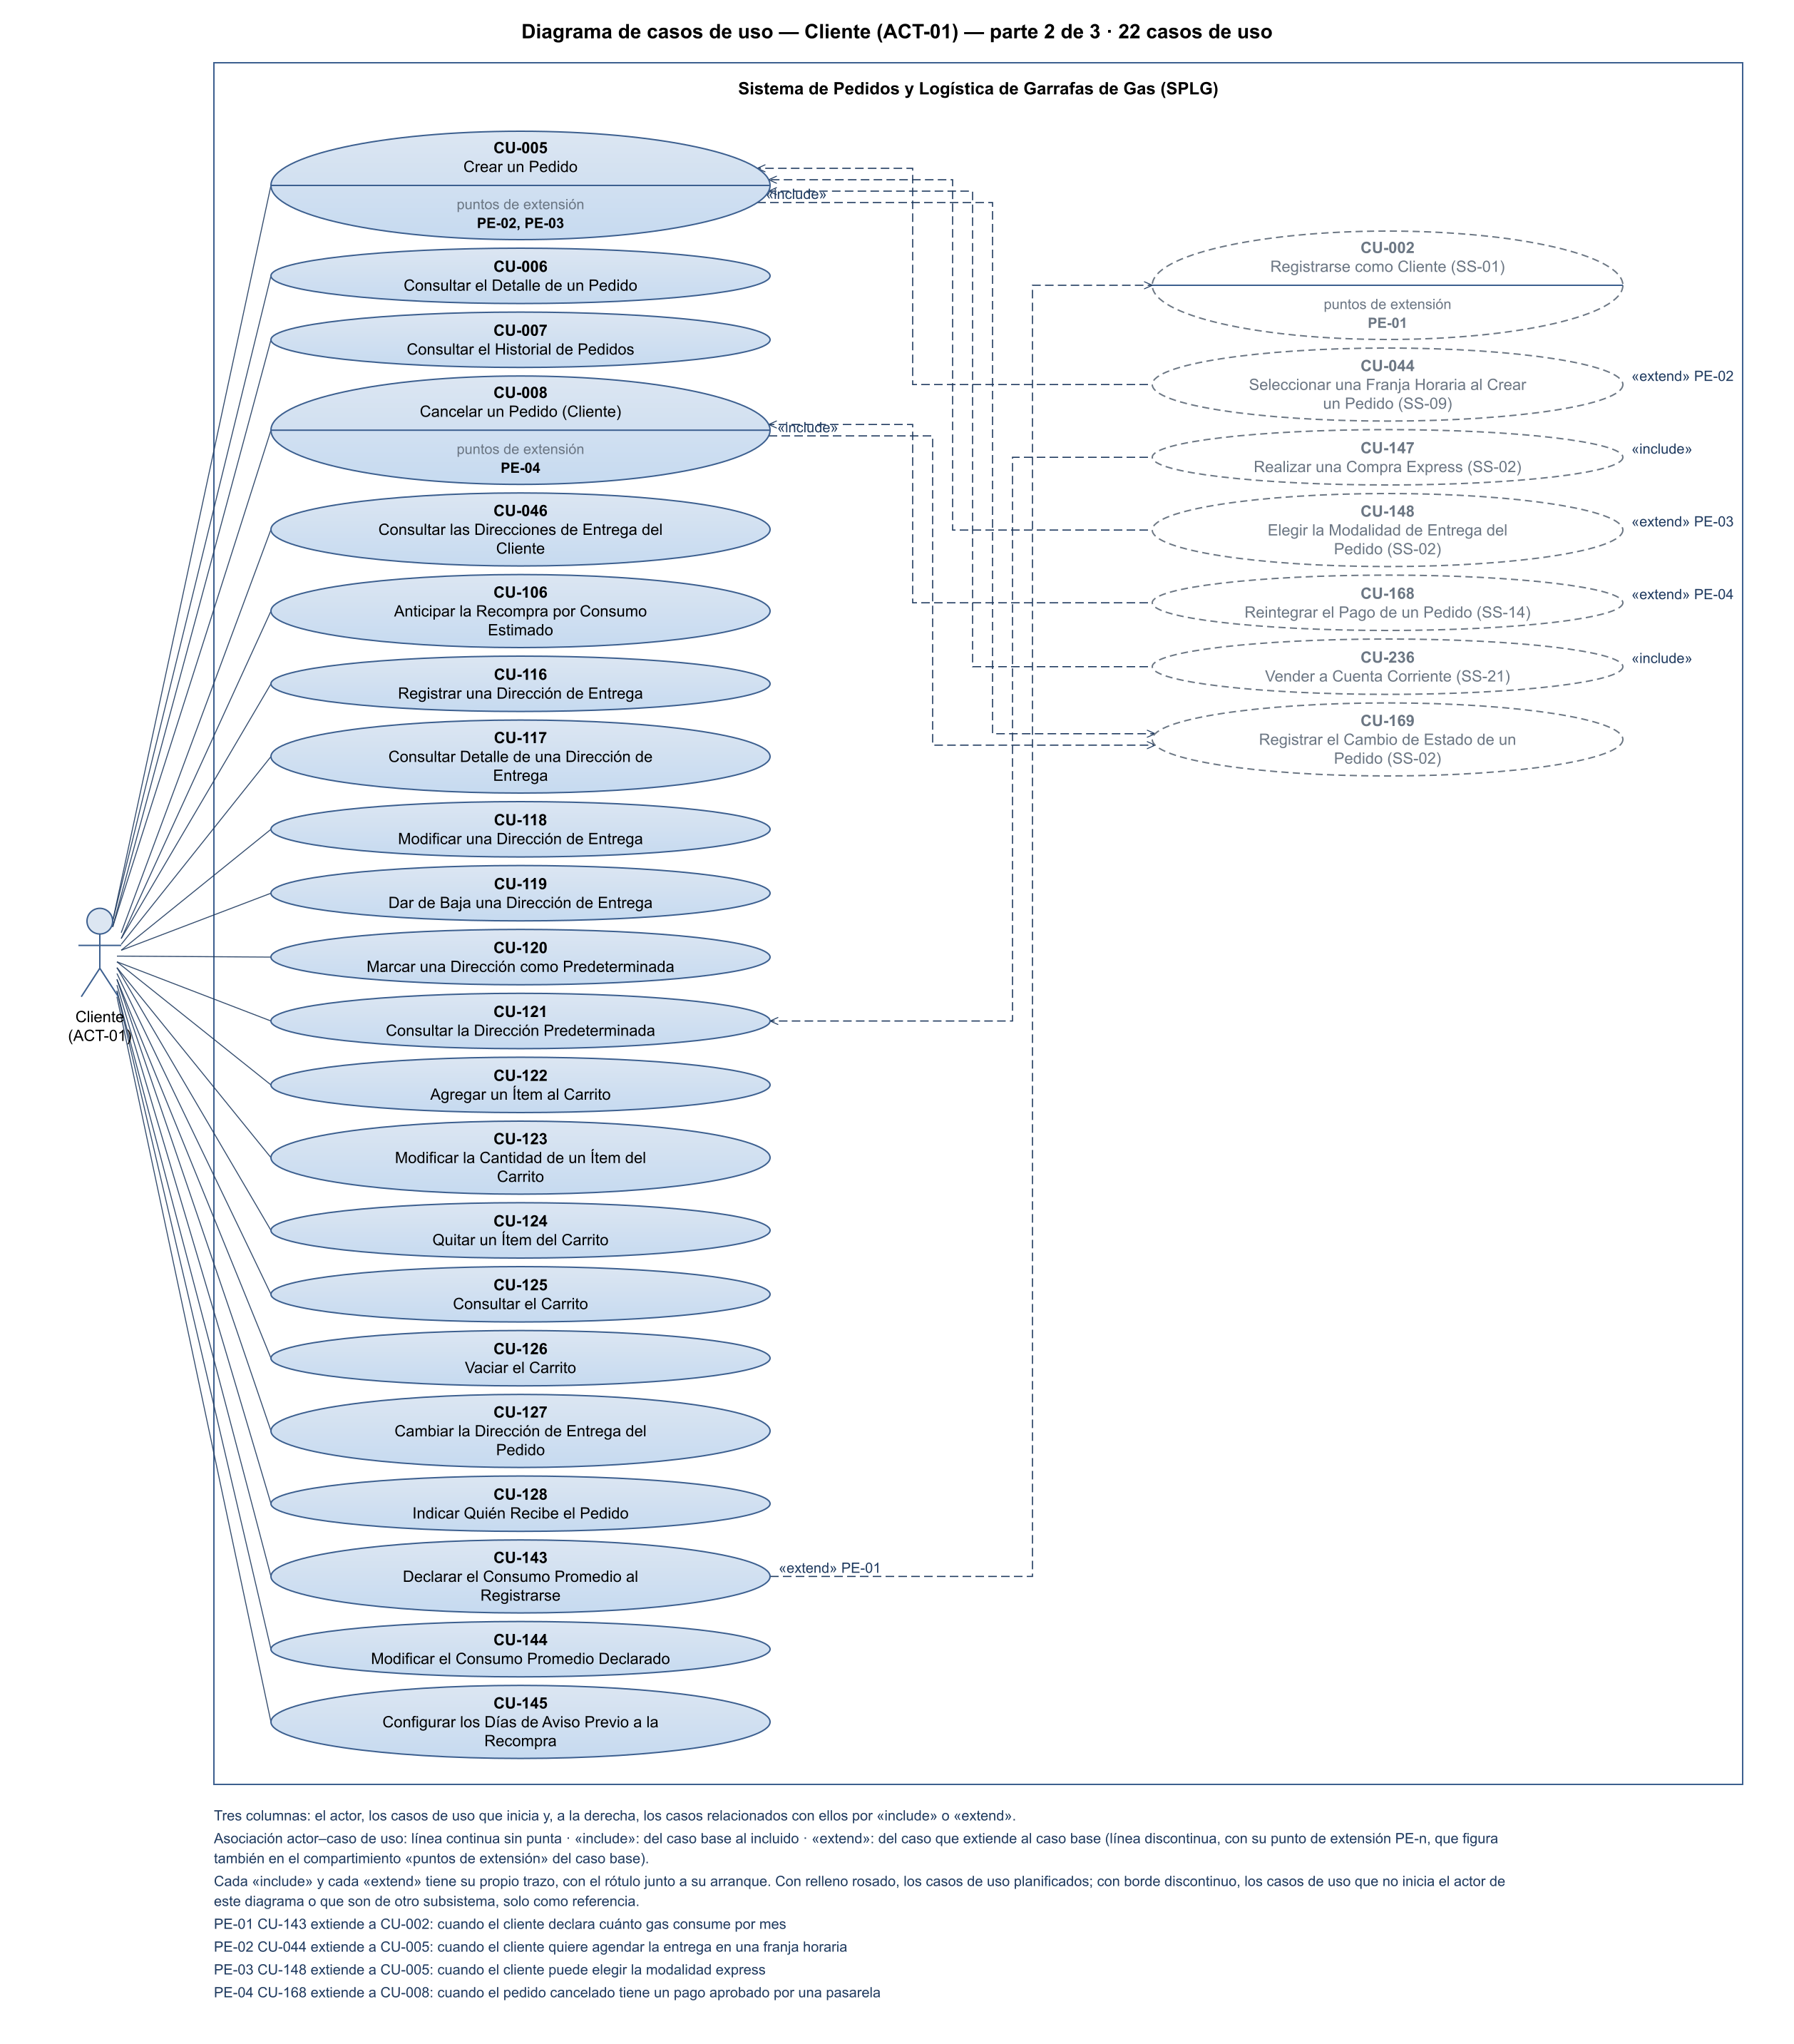 Diagrama de casos de uso — Cliente (ACT-01) — parte 2 de 3 · 22 casos de uso
Sistema de Pedidos y Logística de Garrafas de Gas (SPLG)
CU-005
Crear un Pedido
puntos de extensión
PE-02, PE-03
«include»
CU-006
Consultar el Detalle de un Pedido
CU-007
Consultar el Historial de Pedidos
CU-008
Cancelar un Pedido (Cliente)
puntos de extensión
PE-04
«include»
CU-046
Consultar las Direcciones de Entrega del
Cliente
CU-106
Anticipar la Recompra por Consumo
Estimado
CU-116
Registrar una Dirección de Entrega
CU-117
Consultar Detalle de una Dirección de
Entrega
CU-118
Modificar una Dirección de Entrega
CU-119
Dar de Baja una Dirección de Entrega
CU-120
Marcar una Dirección como Predeterminada
CU-121
Consultar la Dirección Predeterminada
CU-122
Agregar un Ítem al Carrito
CU-123
Modificar la Cantidad de un Ítem del
Carrito
CU-124
Quitar un Ítem del Carrito
CU-125
Consultar el Carrito
CU-126
Vaciar el Carrito
CU-127
Cambiar la Dirección de Entrega del
Pedido
CU-128
Indicar Quién Recibe el Pedido
CU-143
Declarar el Consumo Promedio al
Registrarse
«extend» PE-01
CU-144
Modificar el Consumo Promedio Declarado
CU-145
Configurar los Días de Aviso Previo a la
Recompra
Cliente
(ACT-01)
CU-002
Registrarse como Cliente (SS-01)
puntos de extensión
PE-01
CU-044
Seleccionar una Franja Horaria al Crear
un Pedido (SS-09)
«extend» PE-02
CU-147
Realizar una Compra Express (SS-02)
«include»
CU-148
Elegir la Modalidad de Entrega del
Pedido (SS-02)
«extend» PE-03
CU-168
Reintegrar el Pago de un Pedido (SS-14)
«extend» PE-04
CU-236
Vender a Cuenta Corriente (SS-21)
«include»
CU-169
Registrar el Cambio de Estado de un
Pedido (SS-02)
Tres columnas: el actor, los casos de uso que inicia y, a la derecha, los casos relacionados con ellos por «include» o «extend».
Asociación actor–caso de uso: línea continua sin punta · «include»: del caso base al incluido · «extend»: del caso que extiende al caso base (línea discontinua, con su punto de extensión PE-n, que figura
también en el compartimiento «puntos de extensión» del caso base).
Cada «include» y cada «extend» tiene su propio trazo, con el rótulo junto a su arranque. Con relleno rosado, los casos de uso planificados; con borde discontinuo, los casos de uso que no inicia el actor de
este diagrama o que son de otro subsistema, solo como referencia.
PE-01 CU-143 extiende a CU-002: cuando el cliente declara cuánto gas consume por mes
PE-02 CU-044 extiende a CU-005: cuando el cliente quiere agendar la entrega en una franja horaria
PE-03 CU-148 extiende a CU-005: cuando el cliente puede elegir la modalidad express
PE-04 CU-168 extiende a CU-008: cuando el pedido cancelado tiene un pago aprobado por una pasarela